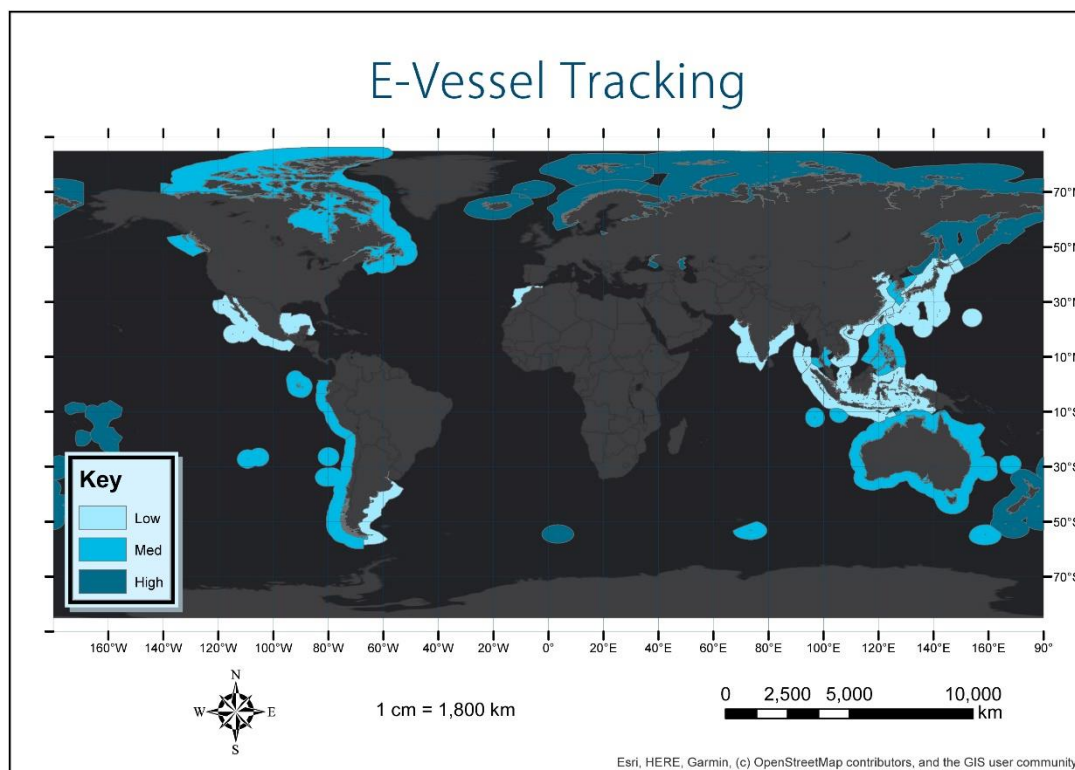 E-Vessel Tracking
70°N
50°N
30°N
10°N
10°S
30°S
50°S
70°S
Key
Low
Med
High
160°W 140°W 120°W 100°W 80°W 60°W 40°W 20°W 0° 20°E 40°E 60°E 80°E 100°E 120°E 140°E 160°E 90°
N
W E
S
1 cm = 1,800 km
0 2,500 5,000 10,000
km
Esri, HERE, Garmin, (c) OpenStreetMap contributors, and the GIS user community